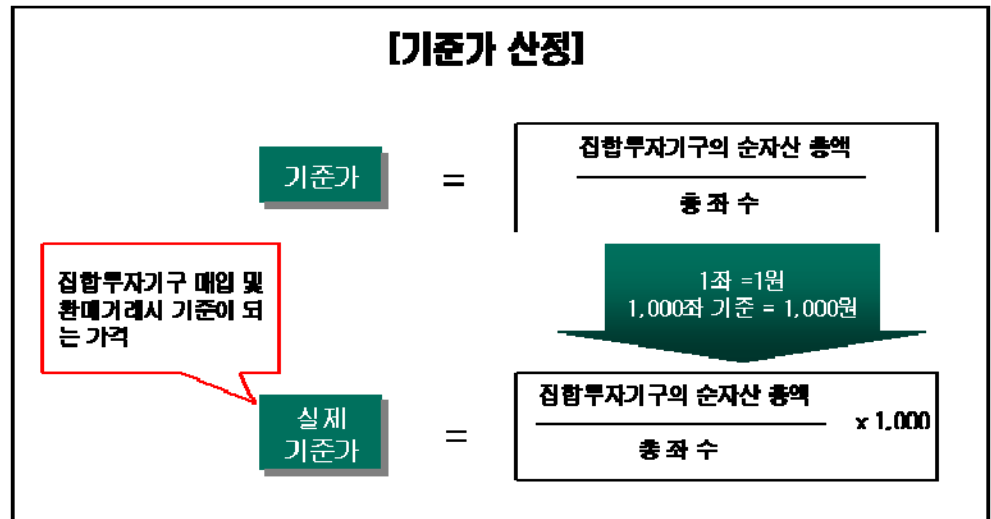 [기준가 산정]
기준가
=
집합투자기구의 순자산 총액
총 좌 수
집합투자기구 매입 및
환매거래시 기준이 되
는 가격
1좌 =1원
1,000좌 기준 = 1,000원
실제
기준가
=
집합투자기구의 순자산 총액
총 좌 수
x 1,000